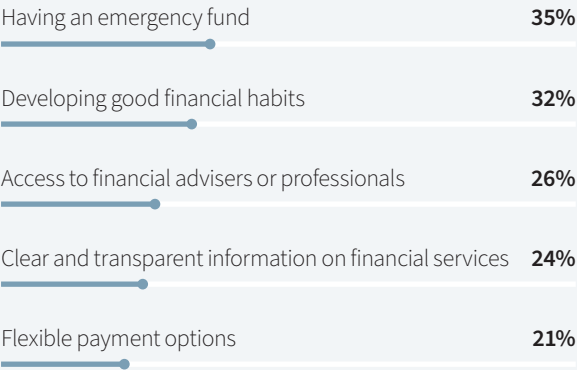 Having an emergency fund 35%
Developing good financial habits 32%
Access to financial advisers or professionals 26%
Clear and transparent information on financial services 24%
Flexible payment options 21%